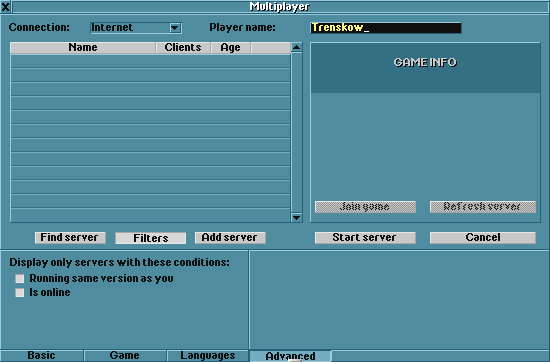 X Multiplayer
Connection: Internet Player name: Trenskow_
Name Clients Age
GAME INFO
Join game Refresh server
Find server Filters Add server Start server Cancel
Display only servers with these conditions:
Running same version as you
Is online
Basic Game Languages Advanced